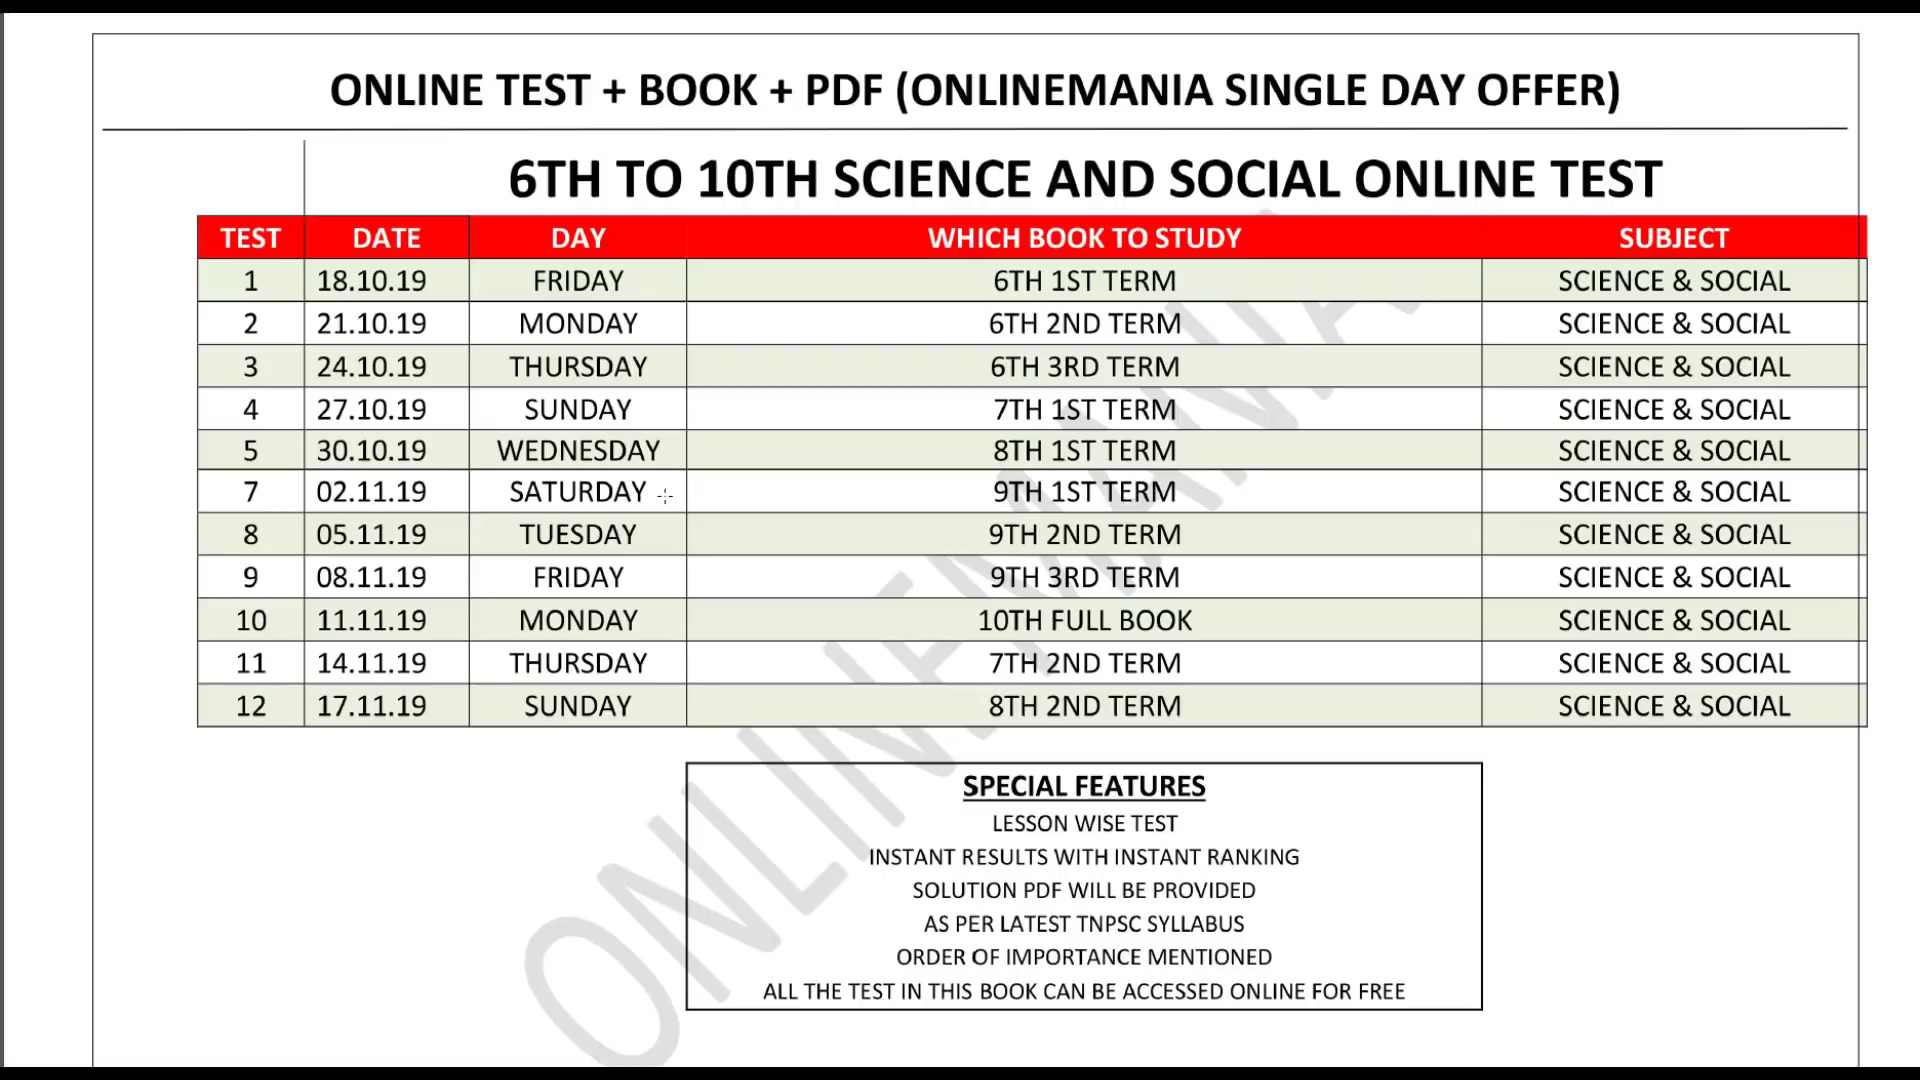 ONLINE TEST + BOOK + PDF (ONLINEMANIA SINGLE DAY OFFER)
6TH TO 10TH SCIENCE AND SOCIAL ONLINE TEST
TEST DATE DAY WHICH BOOK TO STUDY SUBJECT
1 18.10.19 FRIDAY 6TH 1ST TERM SCIENCE & SOCIAL
2 21.10.19 MONDAY 6TH 2ND TERM SCIENCE & SOCIAL
3 24.10.19 THURSDAY 6TH 3RD TERM SCIENCE & SOCIAL
4 27.10.19 SUNDAY 7TH 1ST TERM SCIENCE & SOCIAL
5 30.10.19 WEDNESDAY 8TH 1ST TERM SCIENCE & SOCIAL
7 02.11.19 SATURDAY 9TH 1ST TERM SCIENCE & SOCIAL
8 05.11.19 TUESDAY 9TH 2ND TERM SCIENCE & SOCIAL
9 08.11.19 FRIDAY 9TH 3RD TERM SCIENCE & SOCIAL
10 11.11.19 MONDAY 10TH FULL BOOK SCIENCE & SOCIAL
11 14.11.19 THURSDAY 7TH 2ND TERM SCIENCE & SOCIAL
12 17.11.19 SUNDAY 8TH 2ND TERM SCIENCE & SOCIAL
SPECIAL FEATURES
LESSON WISE TEST
INSTANT RESULTS WITH INSTANT RANKING
SOLUTION PDF WILL BE PROVIDED
AS PER LATEST TNPSC SYLLABUS
ORDER OF IMPORTANCE MENTIONED
ALL THE TEST IN THIS BOOK CAN BE ACCESSED ONLINE FOR FREE
ONLINEMANIA